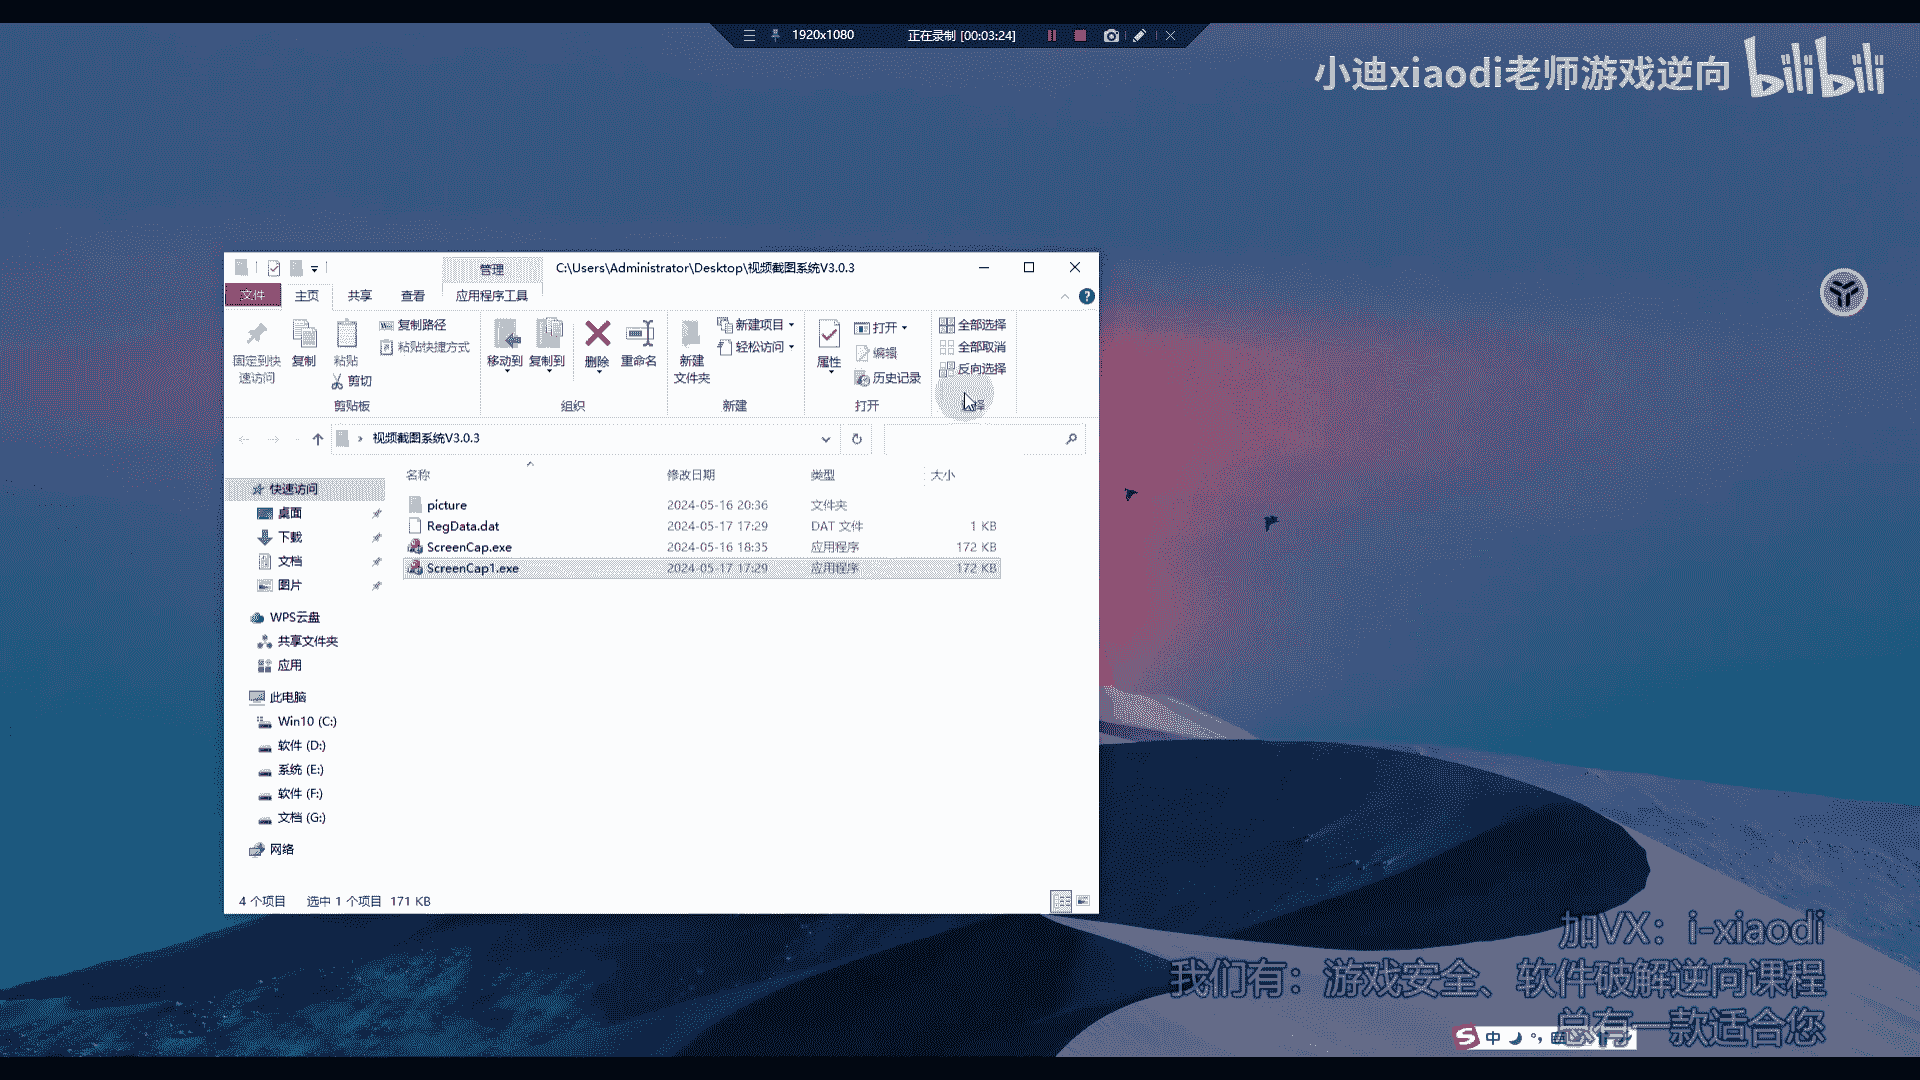 1920x1080 正在录制 [00:03:24]
小迪xiaodi老师游戏逆向 bilibili
管理 C:\Users\Administrator\Desktop\视频截图系统V3.0.3
文件 主页 共享 查看 应用程序工具
固定到快速访问
复制
粘贴
复制路径
粘贴快捷方式
剪切
剪贴板
移动到
复制到
删除
重命名
组织
新建文件夹
新建项目
轻松访问
新建
属性
打开
编辑
历史记录
打开
全部选择
全部取消
反向选择
视频截图系统V3.0.3
名称 修改日期 类型 大小
picture 2024-05-16 20:36 文件夹
RegData.dat 2024-05-17 17:29 DAT 文件 1 KB
ScreenCap.exe 2024-05-16 18:35 应用程序 172 KB
ScreenCap1.exe 2024-05-17 17:29 应用程序 172 KB
快速访问
桌面
下载
文档
图片
WPS云盘
共享文件夹
应用
此电脑
Win10 (C:)
软件 (D:)
系统 (E:)
软件 (F:)
文档 (G:)
网络
4 个项目 选中 1 个项目 171 KB
加VX：i-xiaodi
我们有：游戏安全、软件破解逆向课程
总有一款适合您
中